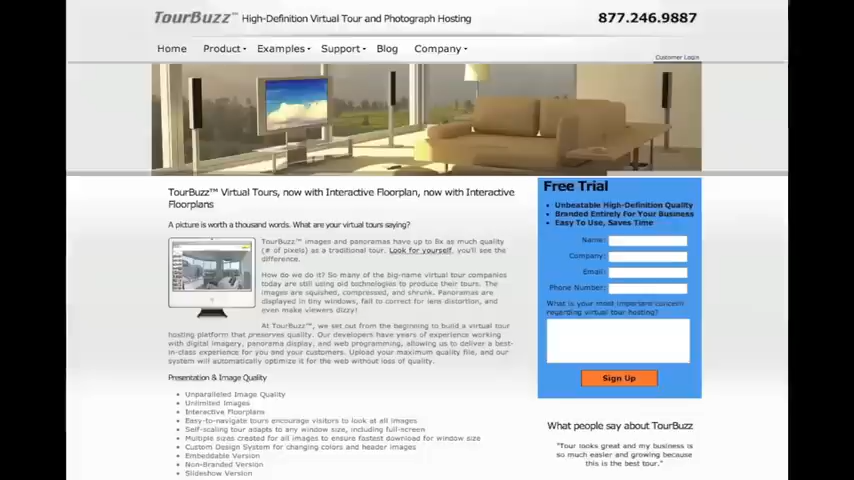 TourBuzz™ High-Definition Virtual Tour and Photograph Hosting
877.246.9887
Home Product Examples Support Blog Company
Customer Login
TourBuzz™ Virtual Tours, now with Interactive Floorplan, now with Interactive
Floorplans
A picture is worth a thousand words. What are your virtual tours saying?
TourBuzz™ images and panoramas have up to 8x as much quality
(# of pixels) as a traditional tour. Look for yourself, you'll see the
difference.
How do we do it? So many of the big-name virtual tour companies
today are still using old technologies to produce their tours. The
images are squished, compressed, and shrunk. Panoramas are
displayed in tiny windows, fail to correct for lens distortion, and
even make viewers dizzy!
At TourBuzz™, we set out from the beginning to build a virtual tour
hosting platform that preserves quality. Our developers have years of experience working
with digital imagery, panorama display, and web programming, allowing us to deliver a best-
in-class experience for you and your customers. Upload your maximum quality file, and our
system will automatically optimize it for the web without loss of quality.
Presentation & Image Quality
• Unparalleled Image Quality
• Unlimited Images
• Interactive Floorplans
• Easy-to-navigate tours encourage visitors to look at all images
• Self-scaling tour adapts to any window size, including full-screen
• Multiple sizes created for all images to ensure fastest download for window size
• Custom Design System for changing colors and header images
• Embeddable Version
• Non-Branded Version
• Slideshow Version
Free Trial
• Unbeatable High-Definition Quality
• Branded Entirely For Your Business
• Easy To Use, Saves Time
Name:
Company:
Email:
Phone Number:
What is your most important concern
regarding virtual tour hosting?
Sign Up
What people say about TourBuzz
"Tour looks great and my business is
so much easier and growing because
this is the best tour."